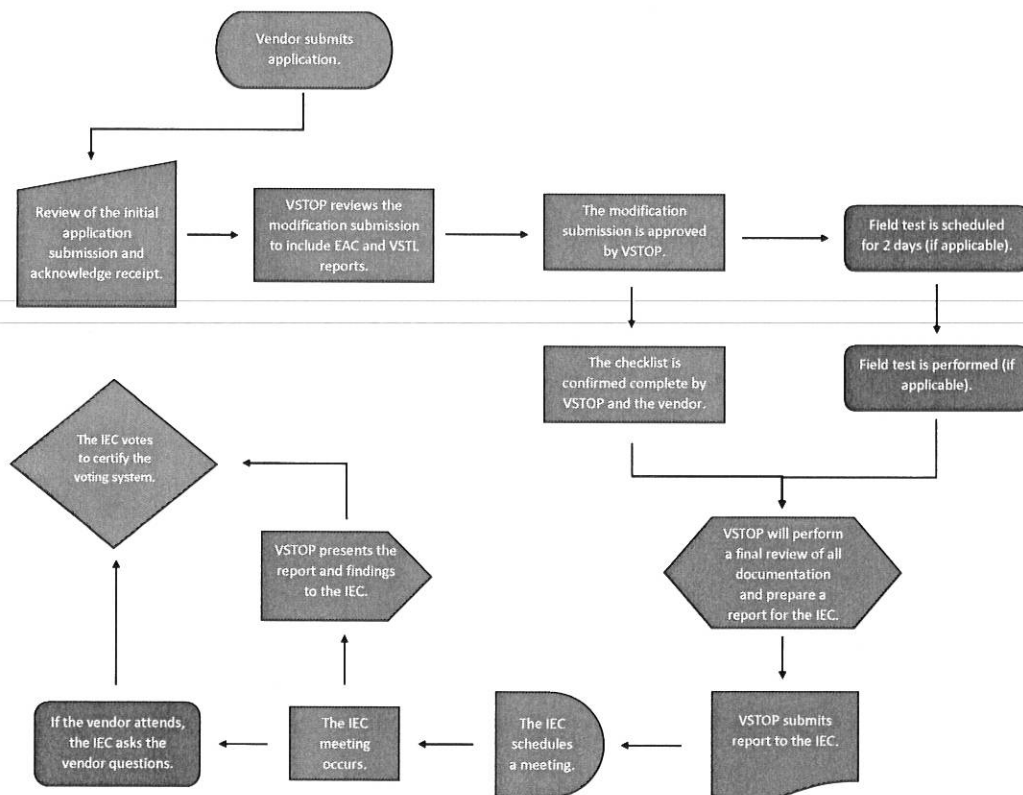 Vendor submits
application.
Review of the initial
application
submission and
acknowledge receipt.
VSTOP reviews the
modification submission
to include EAC and VSTL
reports.
The modification
submission is approved
by VSTOP.
Field test is scheduled
for 2 days (if applicable).
The checklist is
confirmed complete by
VSTOP and the vendor.
Field test is performed (if
applicable).
The IEC votes
to certify the
voting system.
VSTOP presents the
report and findings
to the IEC.
VSTOP will perform
a final review of all
documentation
and prepare a
report for the IEC.
If the vendor attends,
the IEC asks the
vendor questions.
The IEC
meeting
occurs.
The IEC
schedules
a meeting.
VSTOP submits
report to the IEC.